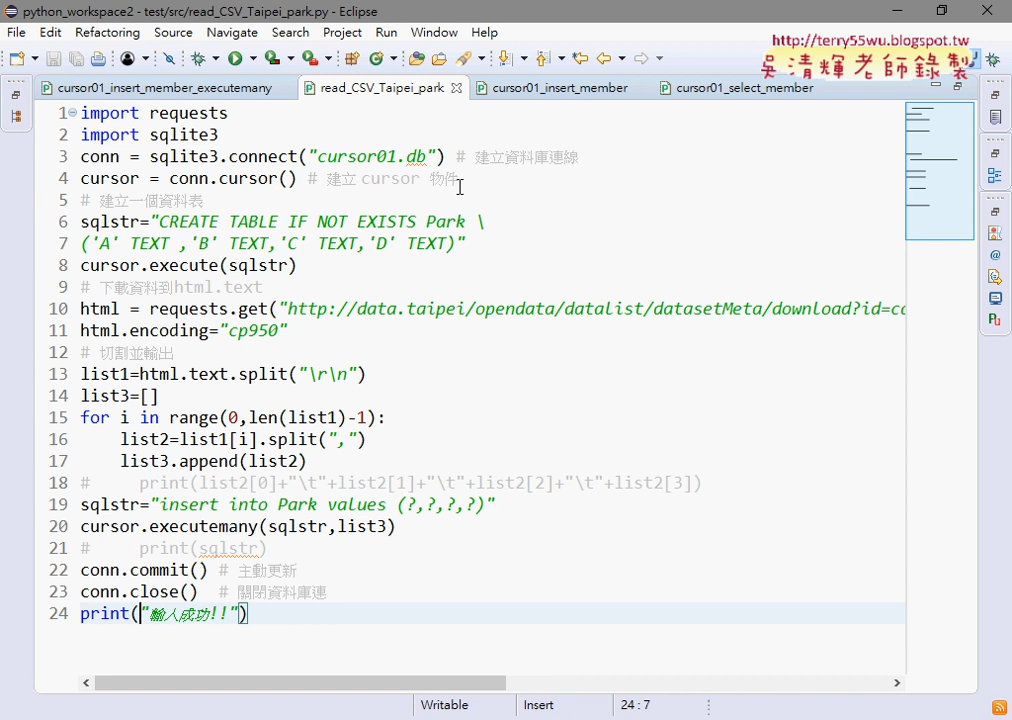 python_workspace2 - test/src/read_CSV_Taipei_park.py - Eclipse
File Edit Refactoring Source Navigate Search Project Run Window Help
http://terry55wu.blogspot.tw
吳清輝老師錄製
cursor01_insert_member_executemany read_CSV_Taipei_park cursor01_insert_member cursor01_select_member
1 import requests
2 import sqlite3
3 conn = sqlite3.connect("cursor01.db") # 建立資料庫連線
4 cursor = conn.cursor() # 建立 cursor 物件
5 # 建立一個資料表
6 sqlstr="CREATE TABLE IF NOT EXISTS Park \
7 ('A' TEXT ,'B' TEXT,'C' TEXT,'D' TEXT)"
8 cursor.execute(sqlstr)
9 # 下載資料到html.text
10 html = requests.get("http://data.taipei/opendata/datalist/datasetMeta/download?id=co
11 html.encoding="cp950"
12 # 切割並輸出
13 list1=html.text.split("\r\n")
14 list3=[]
15 for i in range(0,len(list1)-1):
16 list2=list1[i].split(",")
17 list3.append(list2)
18 # print(list2[0]+"\t"+list2[1]+"\t"+list2[2]+"\t"+list2[3])
19 sqlstr="insert into Park values (?,?,?,?)"
20 cursor.executemany(sqlstr,list3)
21 # print(sqlstr)
22 conn.commit() # 主動更新
23 conn.close() # 關閉資料庫連
24 print("輸入成功!!")
Writable Insert 24 : 7